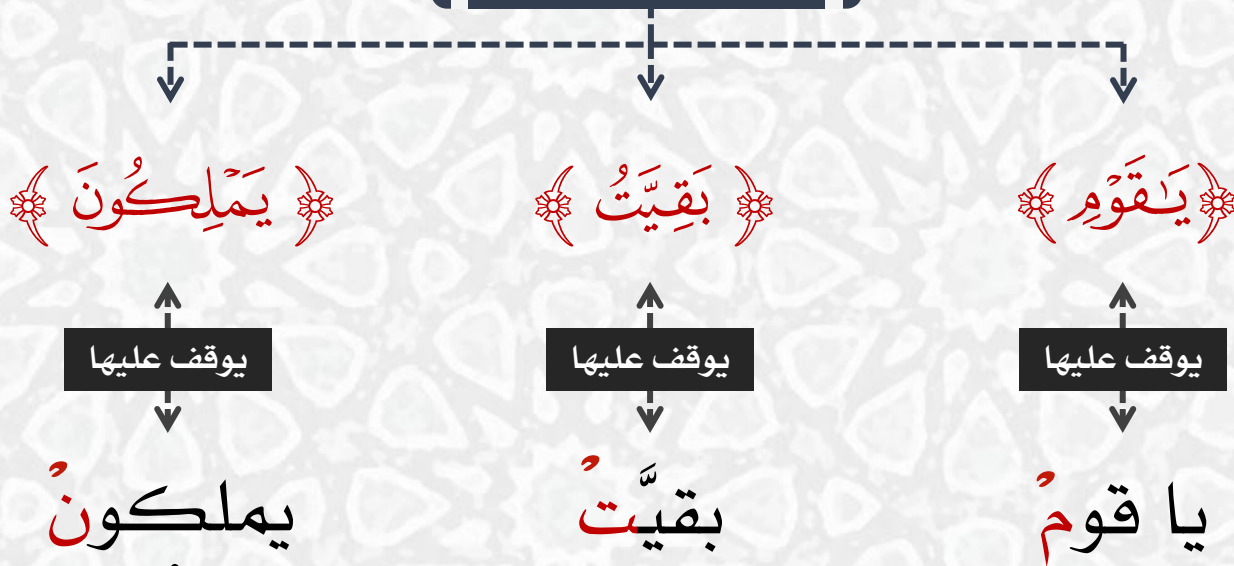 ﴿يَٰقَوۡمِ﴾ ﴿ بَقِيَّتُ ﴾ ﴿ يَمۡلِكُونَ ﴾
يوقف عليها يوقف عليها يوقف عليها
يا قومۡ بقيَّتۡ يملكونۡ